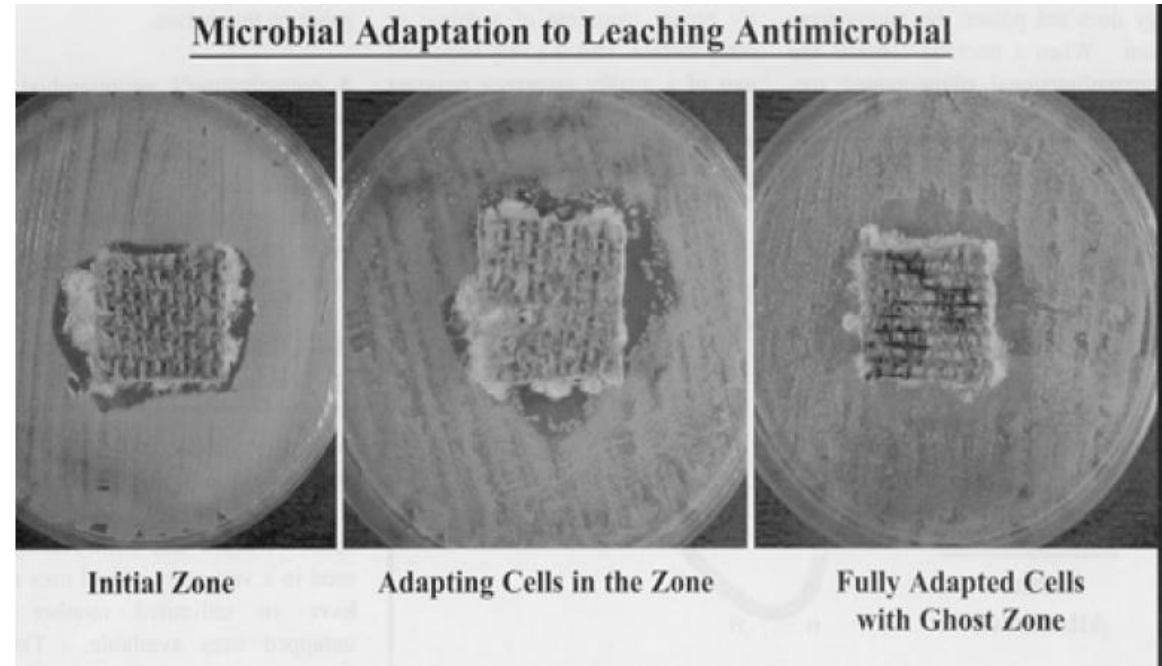 Microbial Adaptation to Leaching Antimicrobial
Initial Zone
Adapting Cells in the Zone
Fully Adapted Cells
with Ghost Zone